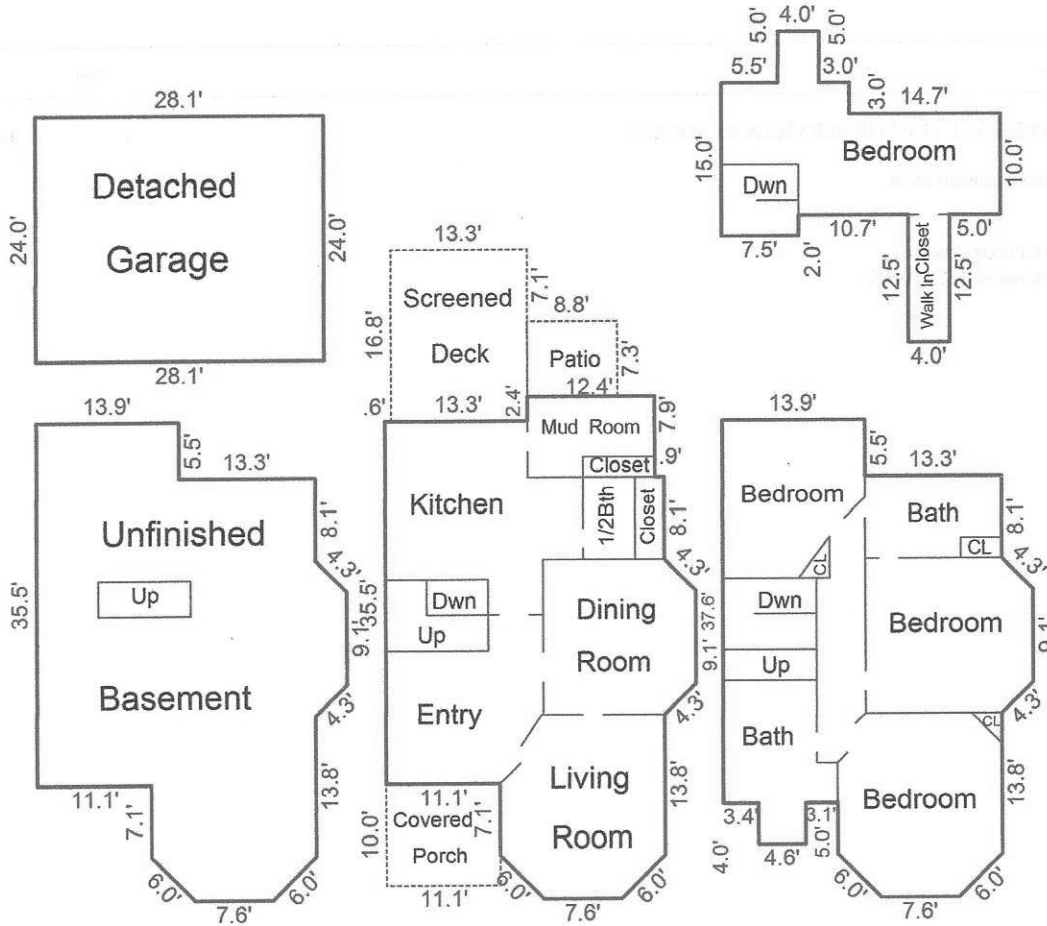 28.1'
Detached
Garage
24.0'
24.0'
28.1'
4.0'
5.0'
5.0'
5.5'
3.0'
3.0'
14.7'
15.0'
Bedroom
10.0'
Dwn
7.5'
2.0'
10.7'
5.0'
12.5'
Walk In Closet
12.5'
4.0'
13.9'
5.5'
13.3'
Unfinished
8.1'
4.3'
Up
35.5'
9.1'
Basement
4.3'
13.8'
11.1'
7.1'
6.0'
6.0'
7.6'
13.3'
Screened
Deck
16.8'
7.1'
8.8'
Patio
7.3'
.6'
13.3'
2.4'
12.4'
Mud Room
7.9'
Closet
.9'
Kitchen
1/2Bth
Closet
8.1'
4.3'
35.5'
Dwn
Up
Dining
Room
9.1'
Entry
4.3'
Living
Room
13.8'
11.1'
7.1'
10.0'
Covered
Porch
11.1'
6.0'
6.0'
7.6'
13.9'
5.5'
13.3'
Bedroom
Bath
8.1'
CL
CL
4.3'
37.6'
Dwn
Bedroom
9.1'
Up
4.3'
CL
Bath
Bedroom
13.8'
3.4'
3.1'
4.0'
4.6'
5.0'
6.0'
6.0'
7.6'